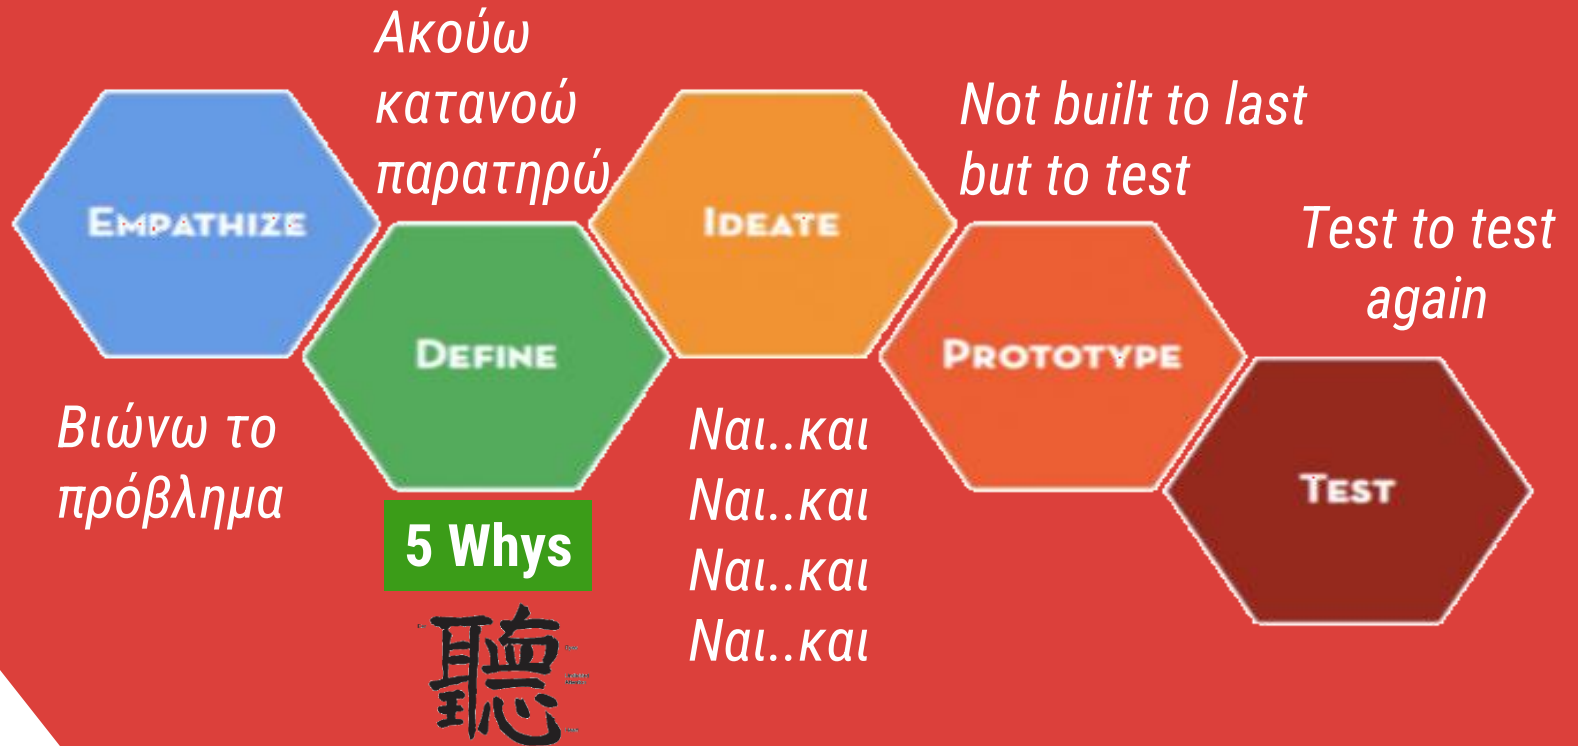 EMPATHIZE
Βιώνω το
πρόβλημα
Ακούω
κατανοώ
παρατηρώ
DEFINE
5 Whys
聽
IDEATE
Ναι..και
Ναι..και
Ναι..και
Ναι..και
Not built to last
but to test
PROTOTYPE
Test to test
again
TEST